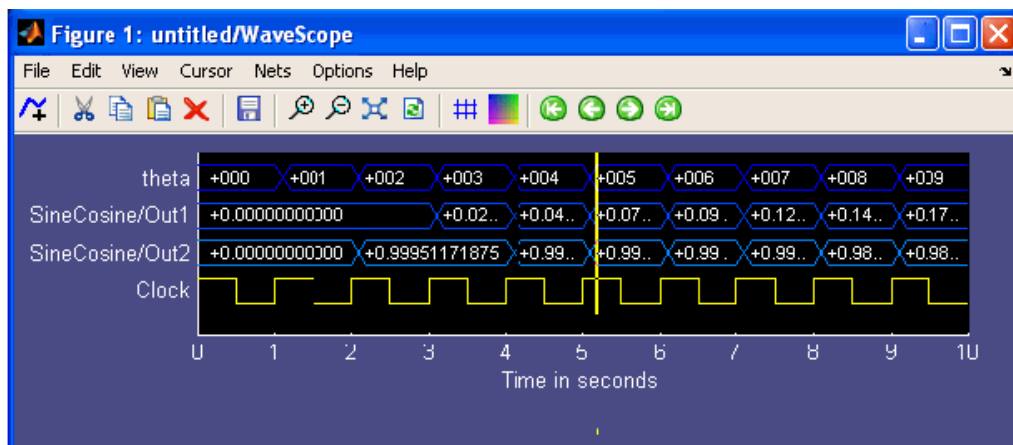 Figure 1: untitled/WaveScope
File Edit View Cursor Nets Options Help
theta +000 +001 +002 +003 +004 +005 +006 +007 +008 +009
SineCosine/Out1 +0.00000000000 +0.02.. +0.04.. +0.07.. +0.09. +0.12.. +0.14.. +0.17..
SineCosine/Out2 +0.00000000000 +0.99951171875 +0.99.. +0.99.. +0.99. +0.99.. +0.98.. +0.98..
Clock
0 1 2 3 4 5 6 7 8 9 10
Time in seconds